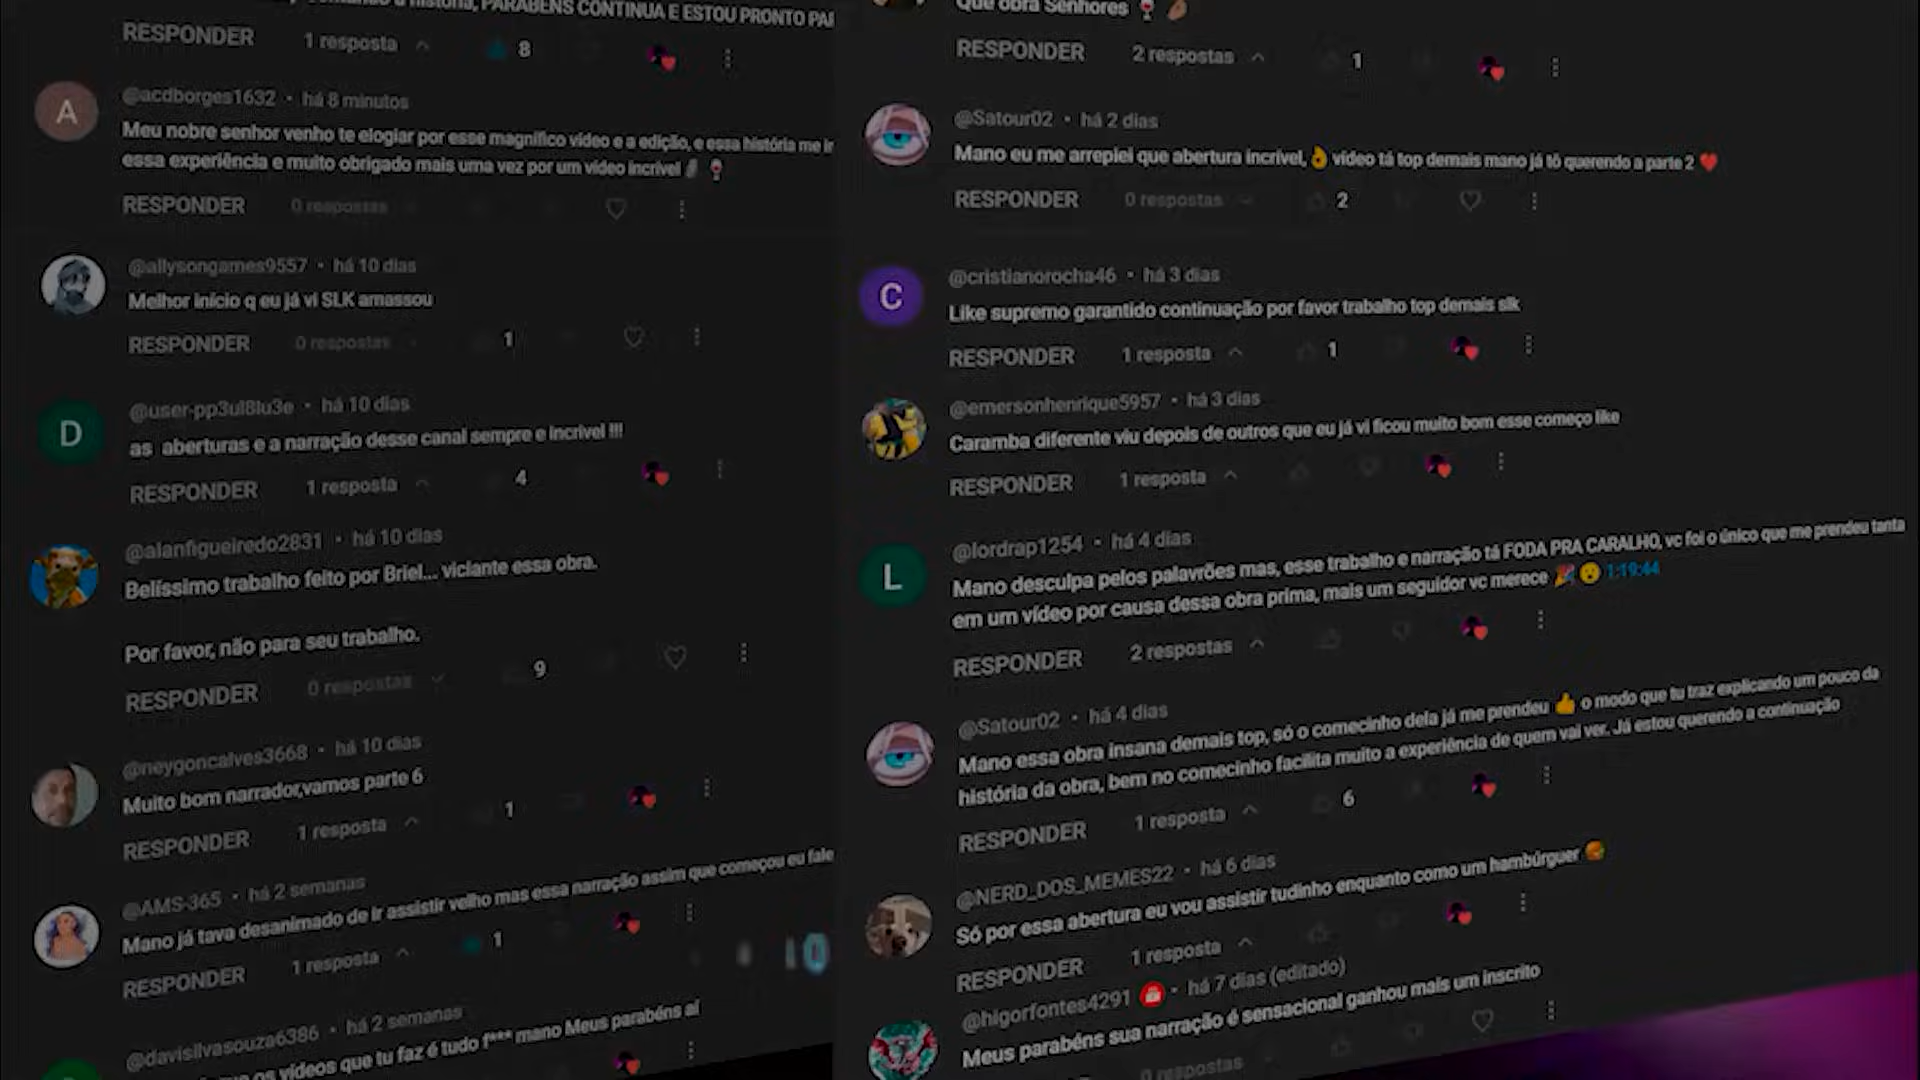 história, PARABÉNS CONTINUA E ESTOU PRONTO PAR
RESPONDER 1 resposta 8
A
@acdborges1632 • há 8 minutos
Meu nobre senhor venho te elogiar por esse magnífico video e a edição, e essa história me ir
essa experiência e muito obrigado mais uma vez por um video incrível
RESPONDER 0 respostas
@allysongames9557 • há 10 dias
Melhor início q eu já vi SLK amassou
RESPONDER 0 respostas 1
D
@user-pp3ul8lu3e • há 10 dias
as aberturas e a narração desse canal sempre e incrivel !!!
RESPONDER 1 resposta 4
@alanfigueiredo2831 • há 10 dias
Belíssimo trabalho feito por Briel... viciante essa obra.
Por favor, não para seu trabalho.
RESPONDER 0 respostas 9
@neygoncalves3668 • há 10 dias
Muito bom narrador,vamos parte 6
RESPONDER 1 resposta 1
@AMS-365 • há 2 semanas
Mano já tava desanimado de ir assistir velho mas essa narração assim que começou eu fale
RESPONDER 1 resposta 1
@davisilvasouza6386 • há 2 semanas
os vídeos que tu faz é tudo f*** mano Meus parabéns aí
Que obra Senhores 🍷
RESPONDER 2 respostas 1
@Satour02 • há 2 dias
Mano eu me arrepiei que abertura incrivel, 👌 video tá top demais mano já tô querendo a parte 2 ❤️
RESPONDER 0 respostas 2
C
@cristianorocha46 • há 3 dias
Like supremo garantido continuação por favor trabalho top demais slk
RESPONDER 1 resposta 1
@emersonhenrique5957 • há 3 dias
Caramba diferente viu depois de outros que eu já vi ficou muito bom esse começo like
RESPONDER 1 resposta
L
@lordrap1254 • há 4 dias
Mano desculpa pelos palavrões mas, esse trabalho e narração tá FODA PRA CARALHO, vc foi o único que me prendeu tanta
em um vídeo por causa dessa obra prima, mais um seguidor vc merece 🎉 😮 1:19:44
RESPONDER 2 respostas
@Satour02 • há 4 dias
Mano essa obra insana demais top, só o comecinho dela já me prendeu 👍 o modo que tu traz explicando um pouco da
história da obra, bem no comecinho facilita muito a experiência de quem vai ver. Já estou querendo a continuação
RESPONDER 1 resposta 6
@NERD_DOS_MEMES22 • há 6 dias
Só por essa abertura eu vou assistir tudinho enquanto como um hambúrguer 🍔
RESPONDER 1 resposta
@higorfontes4291 • há 7 dias (editado)
Meus parabéns sua narração é sensacional ganhou mais um inscrito
0 respostas